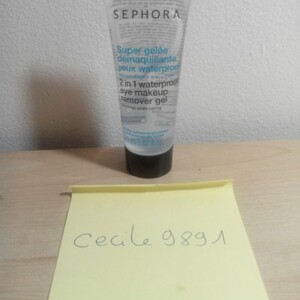 SEPHORA
Super gelée
démaquillante
yeux waterproof
2 in 1 waterproof
eye makeup
remover gel
cecile9891